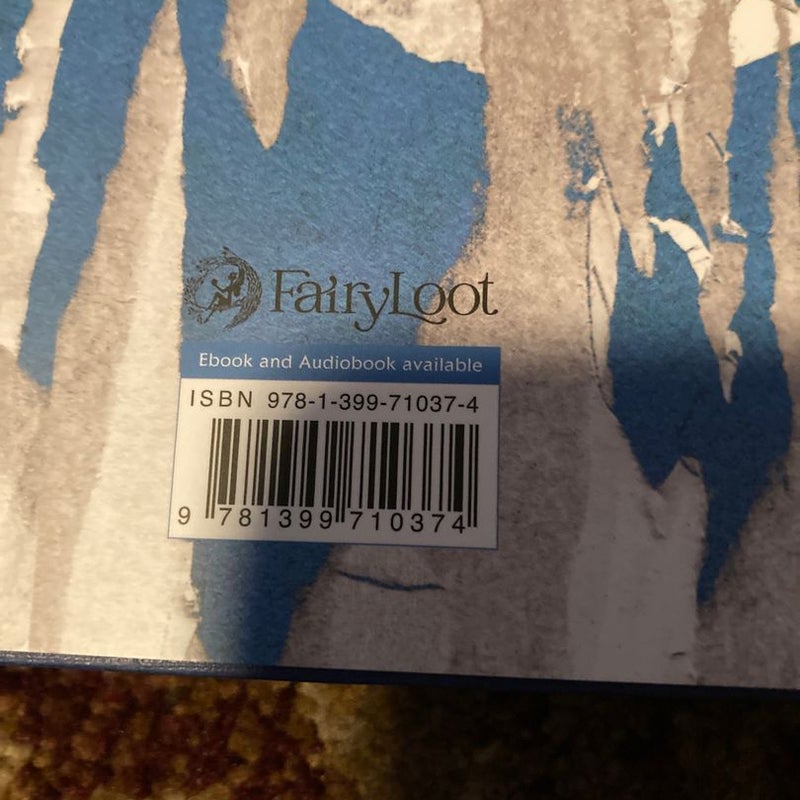 FairyLoot
Ebook and Audiobook available
ISBN 978-1-399-71037-4
9 781399 710374